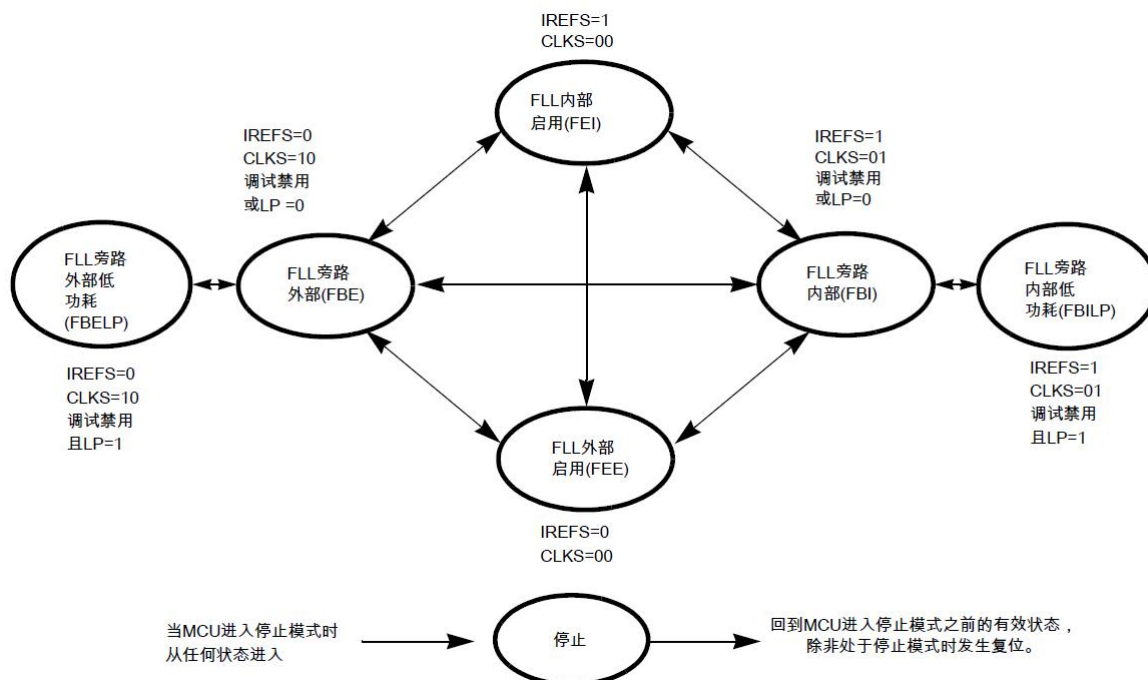 IREFS=1
CLKS=00
FLL内部
启用(FEI)
IREFS=0
CLKS=10
调试禁用
或LP =0
IREFS=1
CLKS=01
调试禁用
或LP=0
FLL旁路
外部低
功耗
(FBELP)
FLL旁路
外部(FBE)
FLL旁路
内部(FBI)
FLL旁路
内部低
功耗(FBILP)
IREFS=0
CLKS=10
调试禁用
且LP=1
IREFS=1
CLKS=01
调试禁用
且LP=1
FLL外部
启用(FEE)
IREFS=0
CLKS=00
当MCU进入停止模式时
从任何状态进入
停止
回到MCU进入停止模式之前的有效状态，
除非处于停止模式时发生复位。